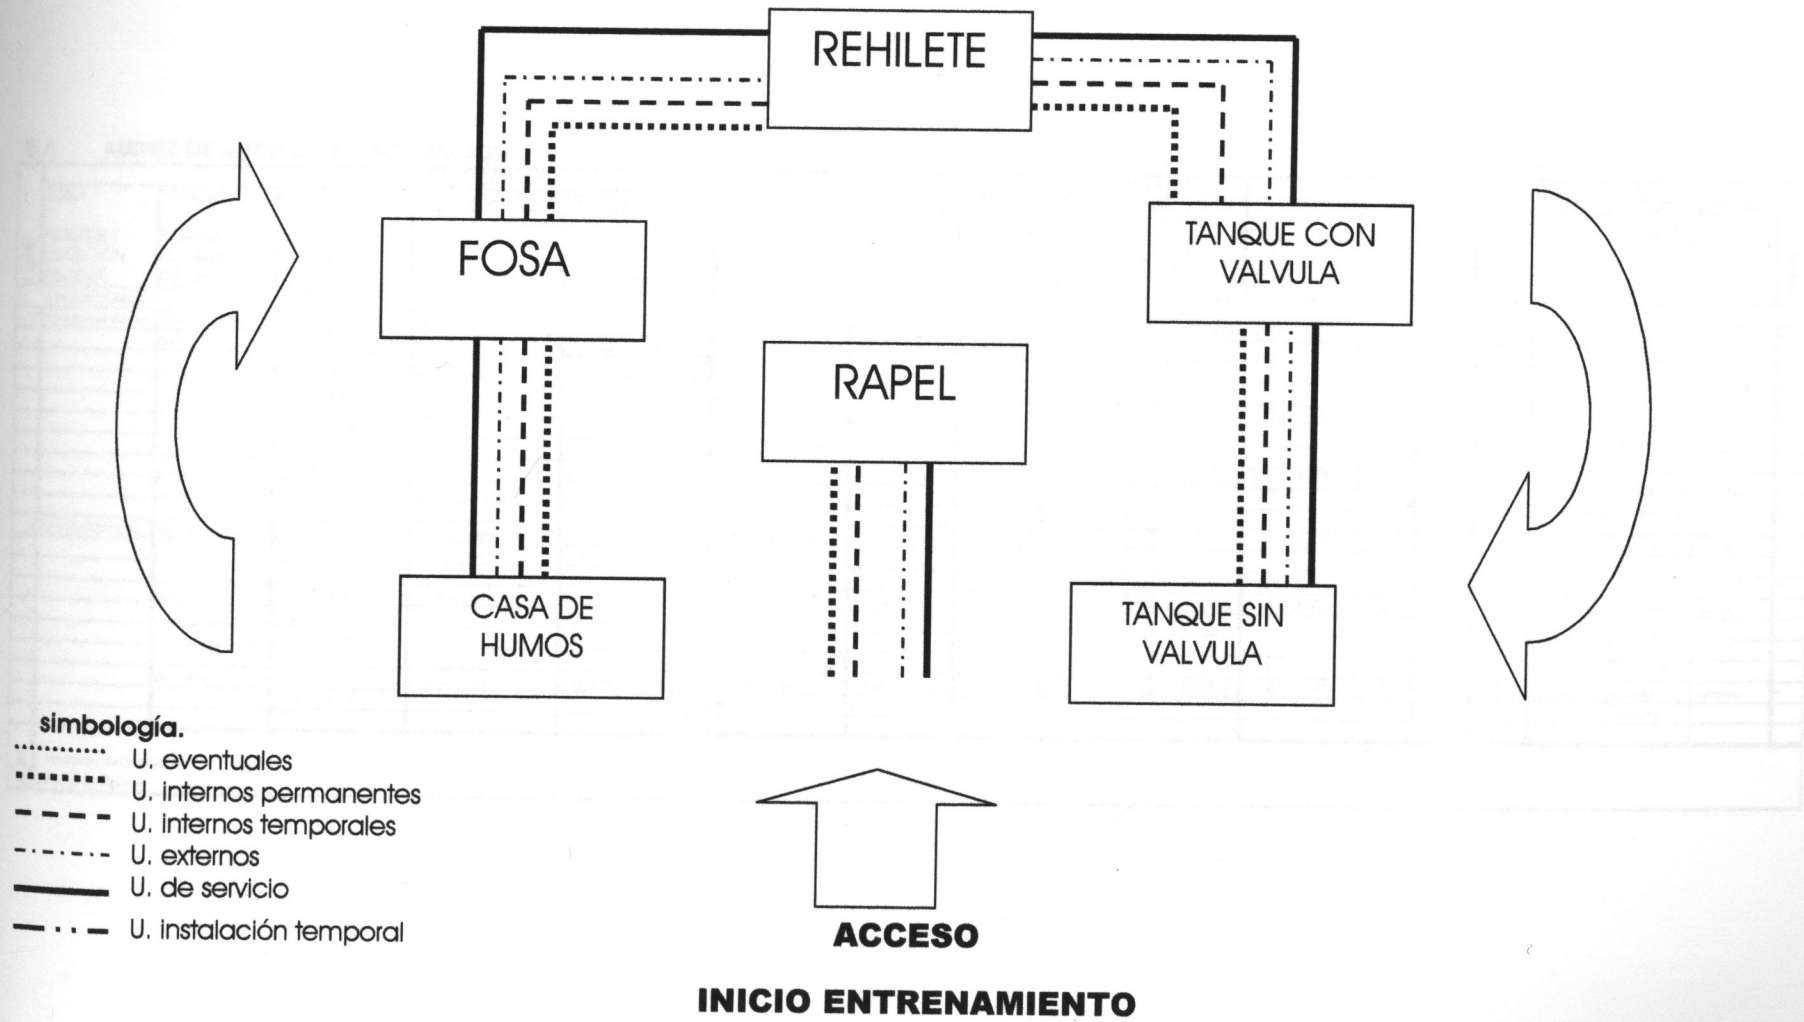 REHILETE
FOSA
TANQUE CON
VALVULA
RAPEL
CASA DE
HUMOS
TANQUE SIN
VALVULA
simbología.
U. eventuales
U. internos permanentes
U. internos temporales
U. externos
U. de servicio
U. instalación temporal
ACCESO
INICIO ENTRENAMIENTO